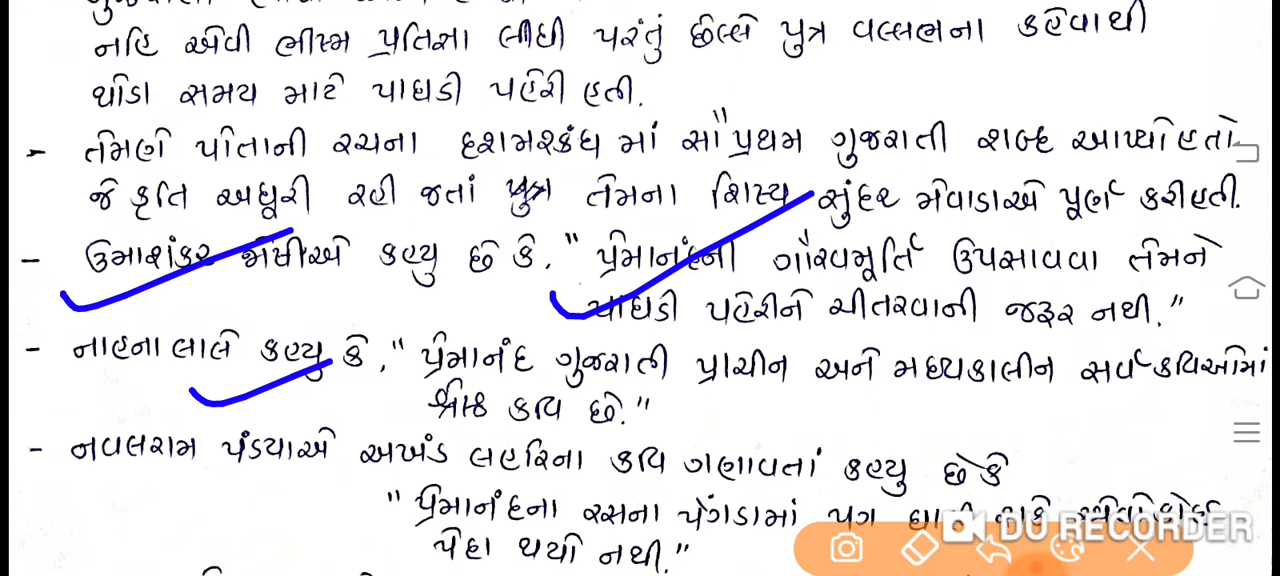 નહિ એવી ભીષ્મ પ્રતિજ્ઞા લીધી પરંતું છેલ્લે પુત્ર વલ્લભના કહેવાથી
થોડા સમય માટે પાઘડી પહેરી હતી.
- તેમણે પોતાની રચના દશમસ્કંધ માં સૌ પ્રથમ ગુજરાતી શબ્દ આપ્યો હતો
જે કૃતિ અધૂરી રહી જતાં તેમના શિષ્ય સુંદર મેવાડાએ પૂર્ણ કરી હતી.
- ઉમાશંકર જોષીએ કહ્યુ છે કે, "પ્રેમાનંદની ગૌરવમૂર્તિ ઉપસાવવા તેમને
પાઘડી પહેરીને ચીતરવાની જરૂર નથી."
- નાહના લાલે કહ્યુ કે, "પ્રેમાનંદ ગુજરાતી પ્રાચીન અને મધ્યકાલીન સર્વ કવિઓમાં
શ્રેષ્ઠ કવિ છે."
- નવલરામ પંડયાએ અખંડ લહરિના કવિ ગણાવતાં કહ્યુ છે કે
"પ્રેમાનંદના રસના પેંગડામાં પગ
DU RECORDER
પેદા થયો નથી."